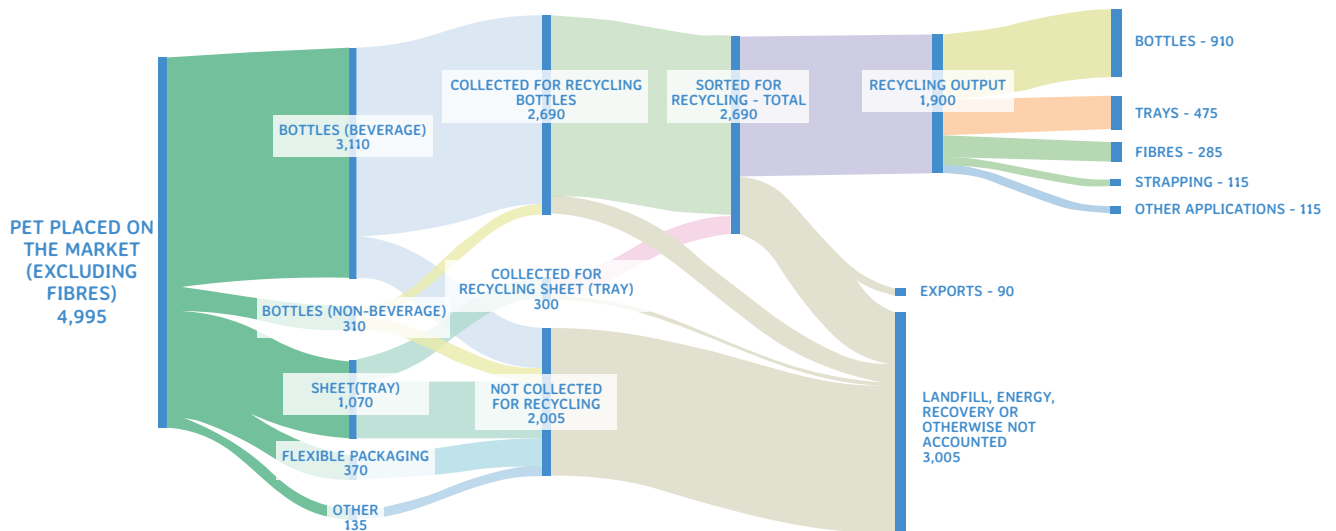 PET PLACED ON
THE MARKET
(EXCLUDING
FIBRES)
4,995
BOTTLES (BEVERAGE)
3,110
BOTTLES (NON-BEVERAGE)
310
SHEET(TRAY)
1,070
FLEXIBLE PACKAGING
370
OTHER
135
COLLECTED FOR RECYCLING
BOTTLES
2,690
COLLECTED FOR
RECYCLING SHEET (TRAY)
300
NOT COLLECTED
FOR RECYCLING
2,005
SORTED FOR
RECYCLING - TOTAL
2,690
RECYCLING OUTPUT
1,900
BOTTLES - 910
TRAYS - 475
FIBRES - 285
STRAPPING - 115
OTHER APPLICATIONS - 115
EXPORTS - 90
LANDFILL, ENERGY,
RECOVERY OR
OTHERWISE NOT
ACCOUNTED
3,005